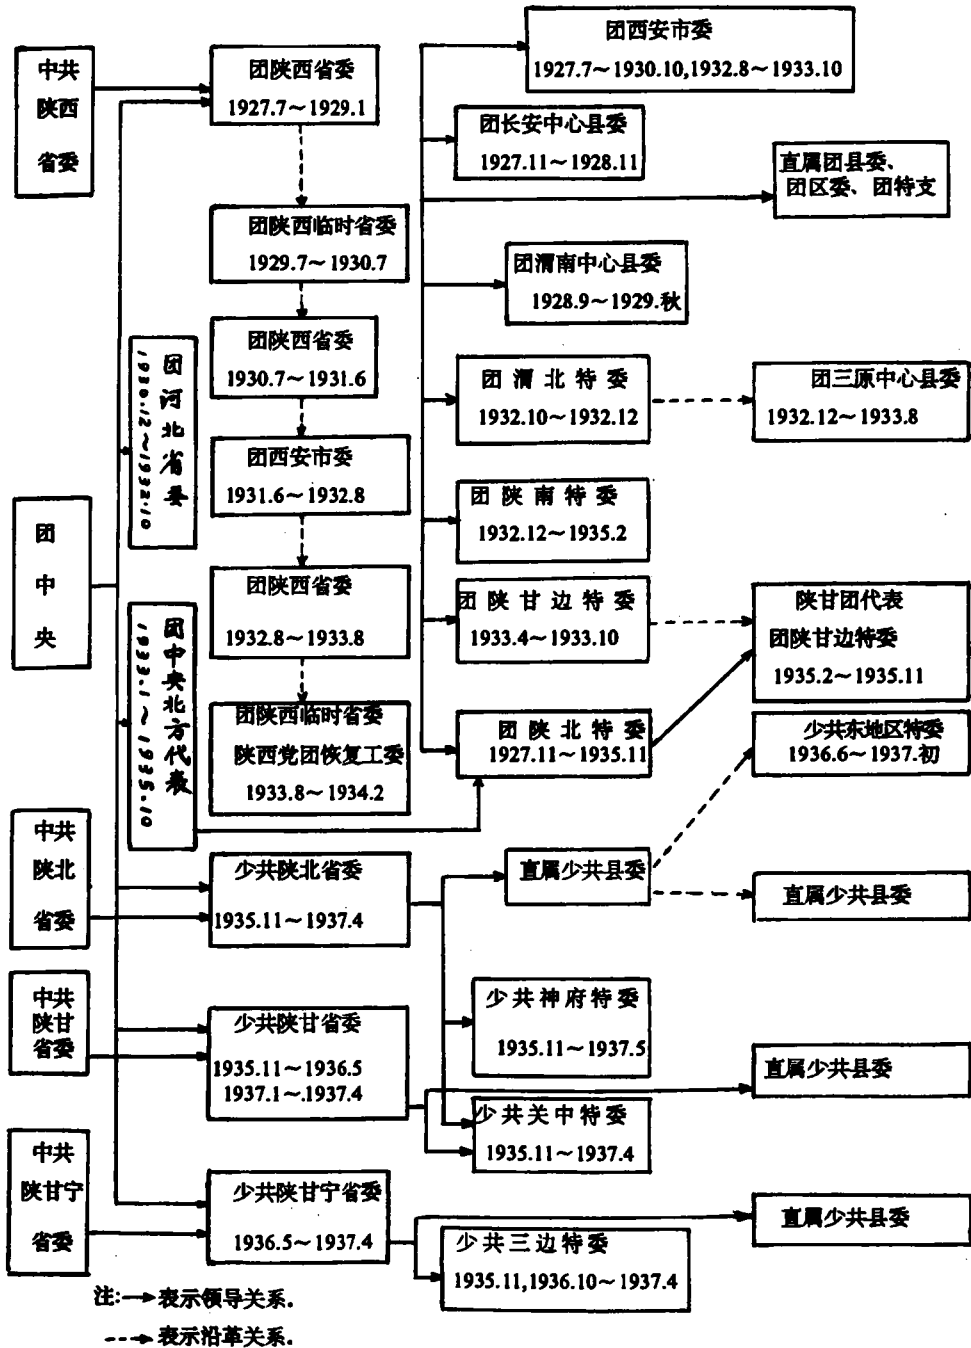 中共
陕西
省委
团陕西省委
1927.7～1929.1
团陕西临时省委
1929.7～1930.7
团陕西省委
1930.7～1931.6
团西安市委
1931.6～1932.8
团陕西省委
1932.8～1933.8
团陕西临时省委
陕西党团恢复工委
1933.8～1934.2
团河北省委
1930.12～1932.10
团中央北方代表
1933.1～1935.10
团
中
央
团西安市委
1927.7～1930.10,1932.8～1933.10
团长安中心县委
1927.11～1928.11
直属团县委、
团区委、团特支
团渭南中心县委
1928.9～1929.秋
团渭北特委
1932.10～1932.12
团三原中心县委
1932.12～1933.8
团陕南特委
1932.12～1935.2
团陕甘边特委
1933.4～1933.10
陕甘团代表
团陕甘边特委
1935.2～1935.11
团陕北特委
1927.11～1935.11
少共东地区特委
1936.6～1937.初
中共
陕北
省委
少共陕北省委
1935.11～1937.4
直属少共县委
直属少共县委
少共神府特委
1935.11～1937.5
中共
陕甘
省委
少共陕甘省委
1935.11～1936.5
1937.1～.1937.4
直属少共县委
少共关中特委
1935.11～1937.4
中共
陕甘宁
省委
少共陕甘宁省委
1936.5～1937.4
直属少共县委
少共三边特委
1935.11,1936.10～1937.4
注:→表示领导关系.
---→表示沿革关系.